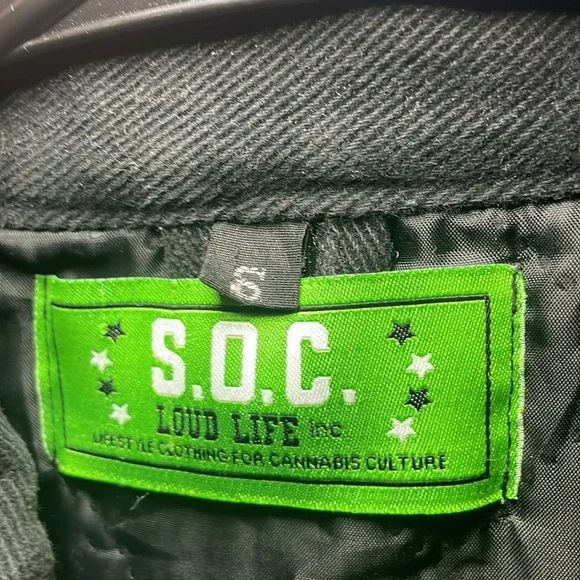 S
S.O.C.
LOUD LIFE inc
LIFESTYLE CLOTHING FOR CANNABIS CULTURE